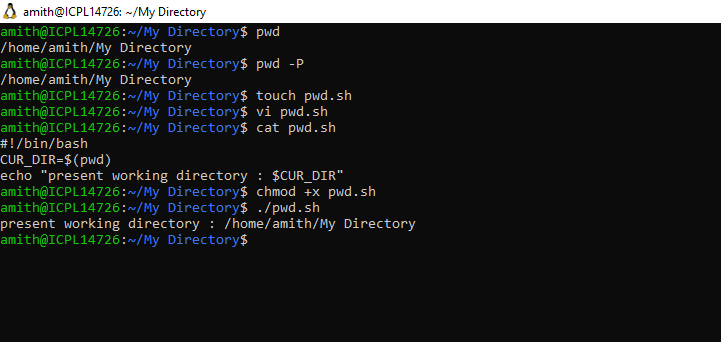 amith@ICPL14726: ~/My Directory
amith@ICPL14726:~/My Directory$ pwd
/home/amith/My Directory
amith@ICPL14726:~/My Directory$ pwd -P
/home/amith/My Directory
amith@ICPL14726:~/My Directory$ touch pwd.sh
amith@ICPL14726:~/My Directory$ vi pwd.sh
amith@ICPL14726:~/My Directory$ cat pwd.sh
#!/bin/bash
CUR_DIR=$(pwd)
echo "present working directory : $CUR_DIR"
amith@ICPL14726:~/My Directory$ chmod +x pwd.sh
amith@ICPL14726:~/My Directory$ ./pwd.sh
present working directory : /home/amith/My Directory
amith@ICPL14726:~/My Directory$